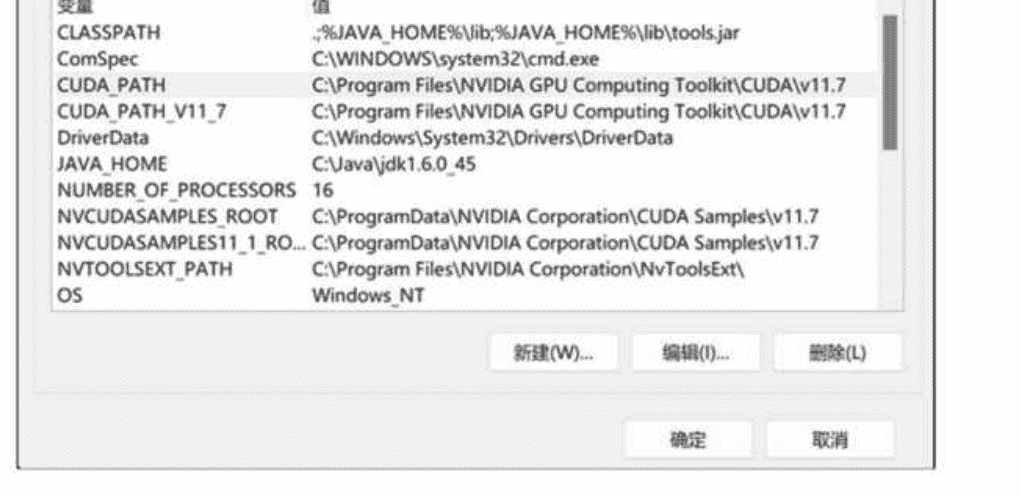 变量 值
CLASSPATH .;%JAVA_HOME%\lib;%JAVA_HOME%\lib\tools.jar
ComSpec C:\WINDOWS\system32\cmd.exe
CUDA_PATH C:\Program Files\NVIDIA GPU Computing Toolkit\CUDA\v11.7
CUDA_PATH_V11_7 C:\Program Files\NVIDIA GPU Computing Toolkit\CUDA\v11.7
DriverData C:\Windows\System32\Drivers\DriverData
JAVA_HOME C:\Java\jdk1.6.0_45
NUMBER_OF_PROCESSORS 16
NVCUDASAMPLES_ROOT C:\ProgramData\NVIDIA Corporation\CUDA Samples\v11.7
NVCUDASAMPLES11_1_RO... C:\ProgramData\NVIDIA Corporation\CUDA Samples\v11.7
NVTOOLSEXT_PATH C:\Program Files\NVIDIA Corporation\NvToolsExt\
OS Windows_NT
新建(W)... 编辑(I)... 删除(L)
确定 取消